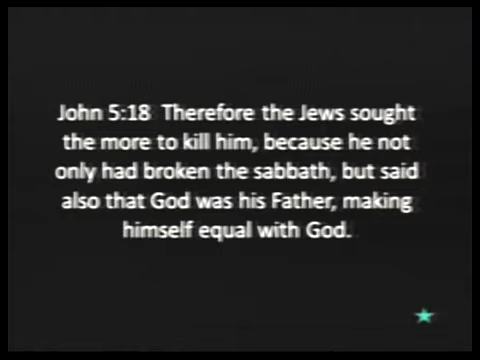 John 5:18  Therefore the Jews sought
the more to kill him, because he not
only had broken the sabbath, but said
also that God was his Father, making
himself equal with God.